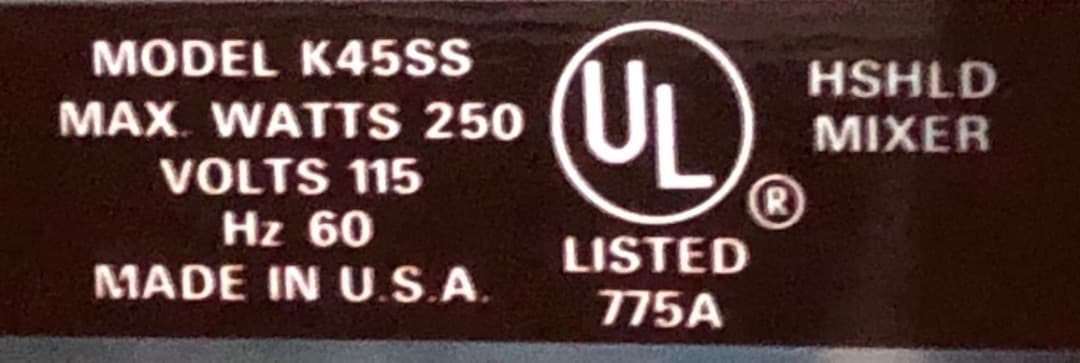 MODEL K45SS
MAX. WATTS 250
VOLTS 115
Hz 60
MADE IN U.S.A.
UL
®
LISTED
775A
HSHLD
MIXER